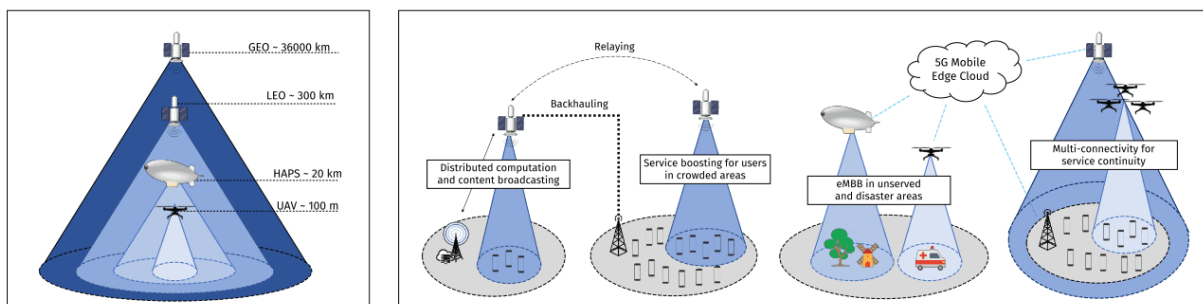 GEO ~ 36000 km
LEO ~ 300 km
HAPS ~ 20 km
UAV ~ 100 m
Relaying
Backhauling
Distributed computation
and content broadcasting
Service boosting for users
in crowded areas
5G Mobile
Edge Cloud
eMBB in unserved
and disaster areas
Multi-connectivity for
service continuity